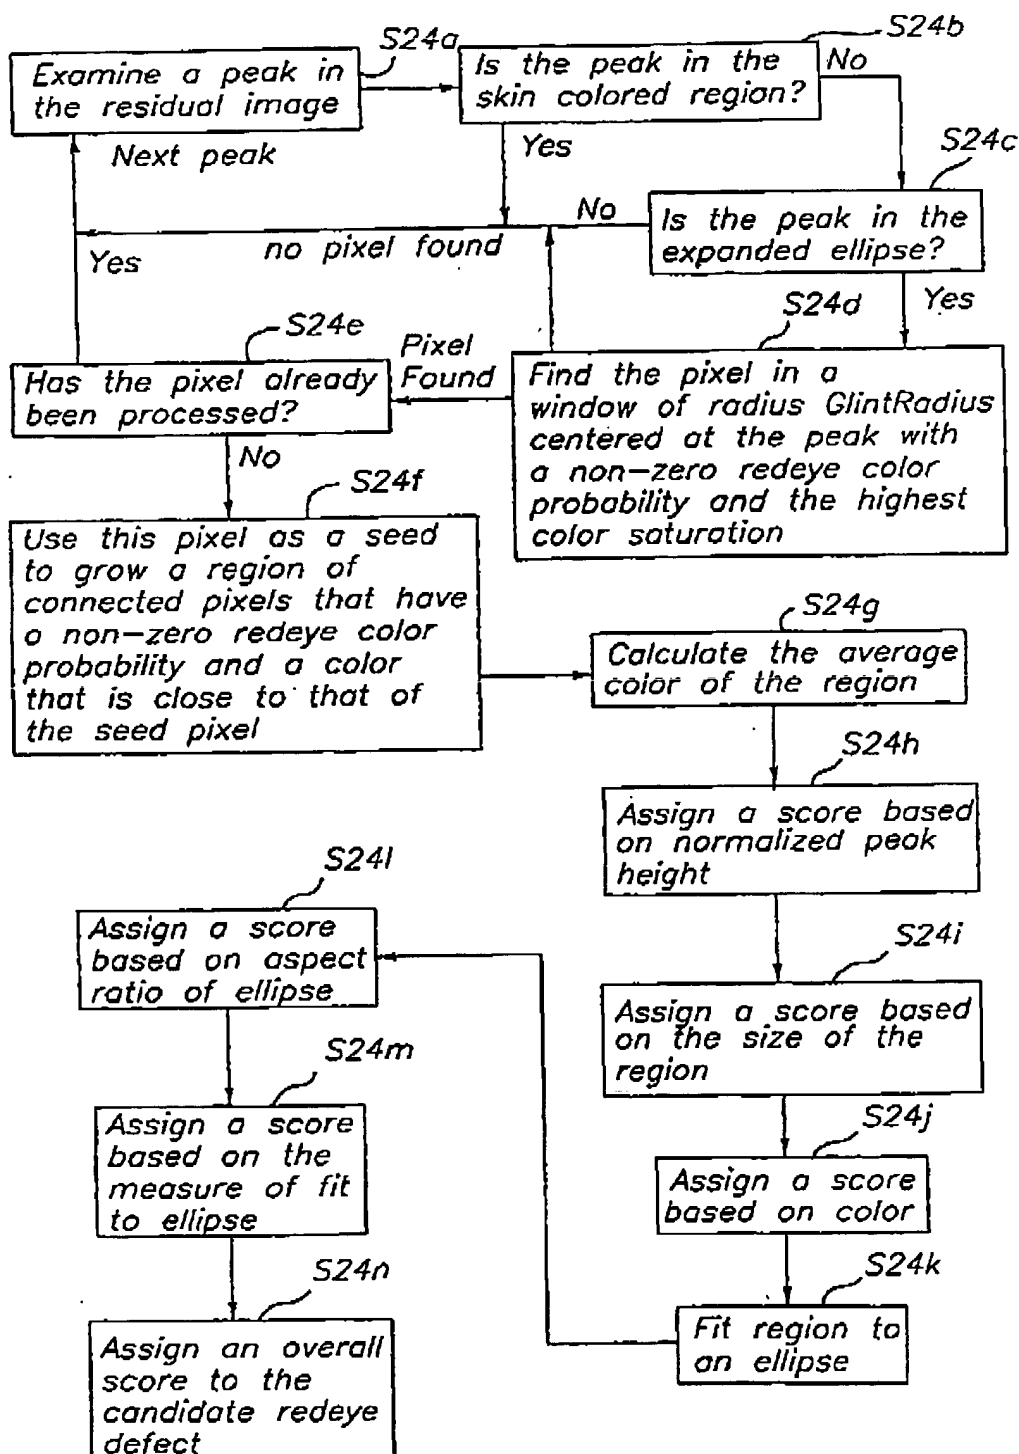 S24a
Examine a peak in
the residual image
S24b
Is the peak in the
skin colored region?
No
Yes
Next peak
S24c
Is the peak in the
expanded ellipse?
No
no pixel found
Yes
Yes
S24d
Find the pixel in a
window of radius GlintRadius
centered at the peak with
a non-zero redeye color
probability and the highest
color saturation
Pixel
Found
S24e
Has the pixel already
been processed?
No
S24f
Use this pixel as a seed
to grow a region of
connected pixels that have
a non-zero redeye color
probability and a color
that is close to that of
the seed pixel
S24g
Calculate the average
color of the region
S24h
Assign a score based
on normalized peak
height
S24i
Assign a score based
on the size of the
region
S24j
Assign a score
based on color
S24k
Fit region to
an ellipse
S24l
Assign a score
based on aspect
ratio of ellipse
S24m
Assign a score
based on the
measure of fit
to ellipse
S24n
Assign an overall
score to the
candidate redeye
defect